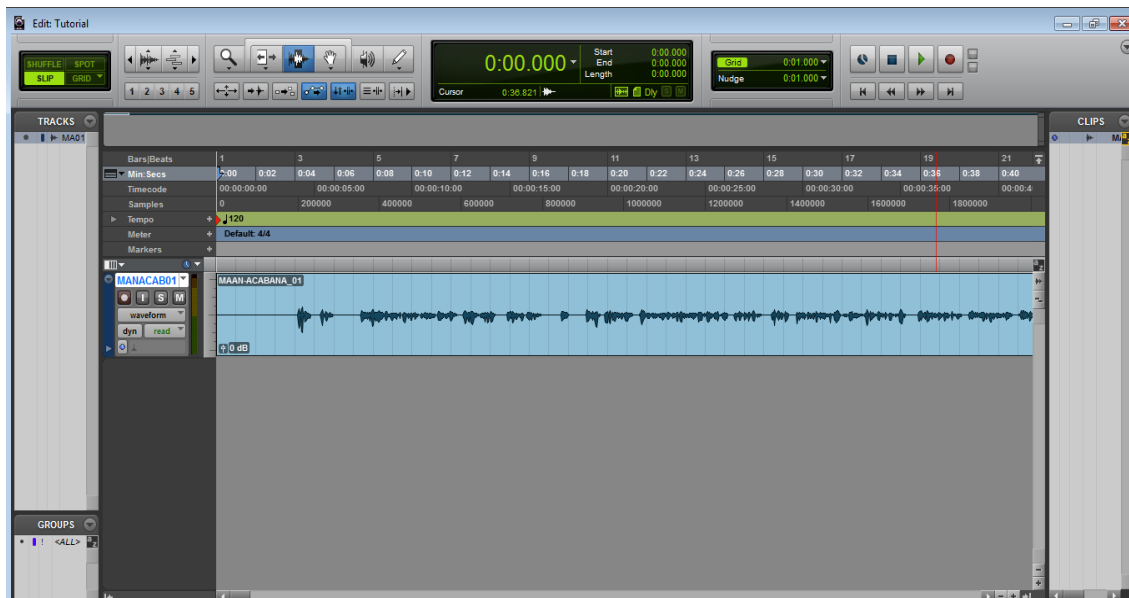 Edit: Tutorial
SHUFFLE SPOT
SLIP GRID
1 2 3 4 5
0:00.000
Start 0:00.000
End 0:00.000
Length 0:00.000
Cursor 0:36.821
Dly S M
Grid 0:01.000
Nudge 0:01.000
TRACKS
MA01
CLIPS
Bars|Beats 1 3 5 7 9 11 13 15 17 19 21
Min:Secs 0:00 0:02 0:04 0:06 0:08 0:10 0:12 0:14 0:16 0:18 0:20 0:22 0:24 0:26 0:28 0:30 0:32 0:34 0:36 0:38 0:40
Timecode 00:00:00:00 00:00:05:00 00:00:10:00 00:00:15:00 00:00:20:00 00:00:25:00 00:00:30:00 00:00:35:00 00:00:4
Samples 0 200000 400000 600000 800000 1000000 1200000 1400000 1600000 1800000
Tempo + 120
Meter + Default: 4/4
Markers +
MANACAB01
I S M
waveform
dyn read
MAAN-ACABANA_01
0 dB
GROUPS
! <ALL> a z